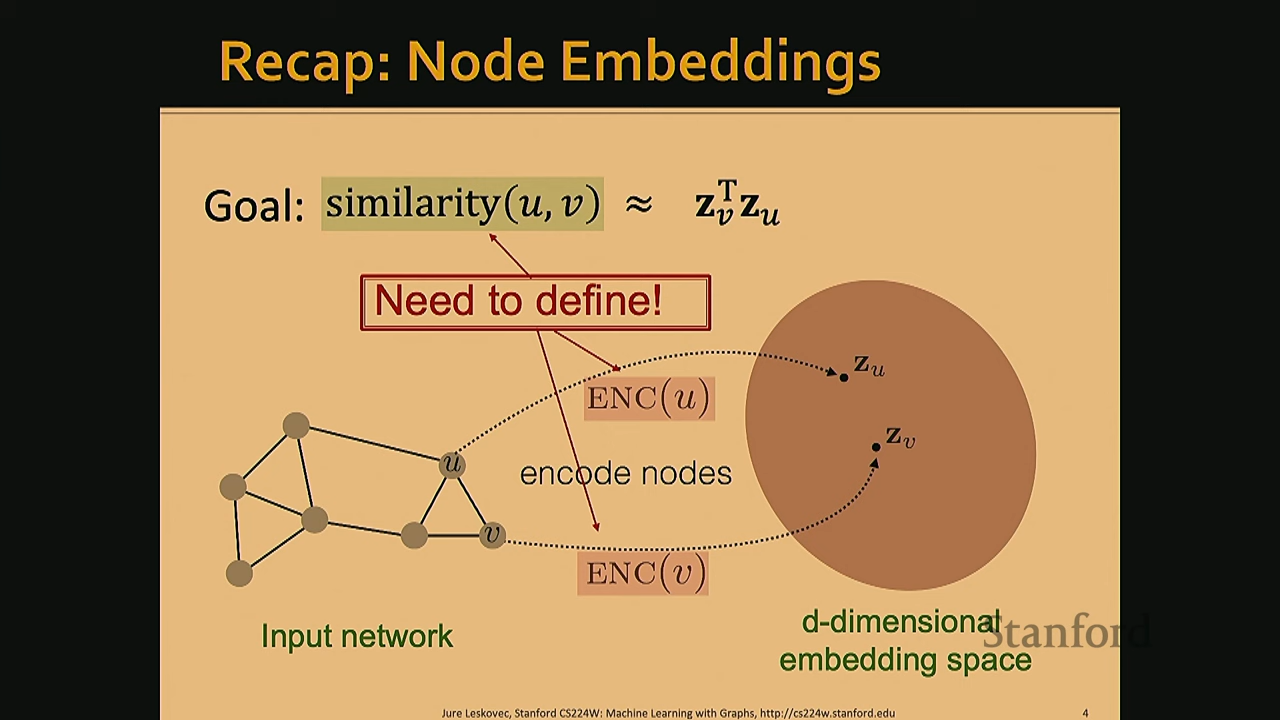 Recap: Node Embeddings
Goal: similarity(u, v) ≈ z_v^T z_u
Need to define!
z_u
ENC(u)
z_v
u
encode nodes
v
ENC(v)
Input network
d-dimensional
embedding space
Stanford
Jure Leskovec, Stanford CS224W: Machine Learning with Graphs, http://cs224w.stanford.edu
4